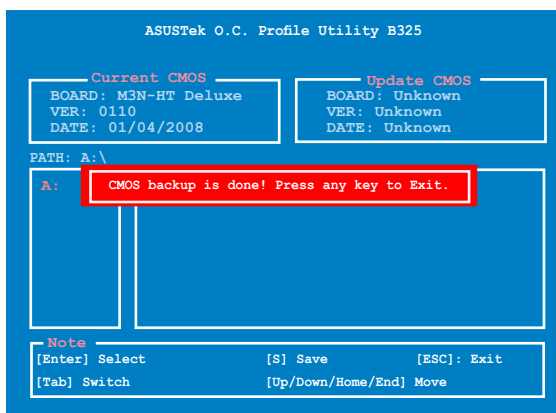 ASUSTek O.C. Profile Utility B325
Current CMOS
BOARD: M3N-HT Deluxe
VER: 0110
DATE: 01/04/2008
Update CMOS
BOARD: Unknown
VER: Unknown
DATE: Unknown
PATH: A:\
A:
CMOS backup is done! Press any key to Exit.
Note
[Enter] Select [S] Save [ESC]: Exit
[Tab] Switch [Up/Down/Home/End] Move